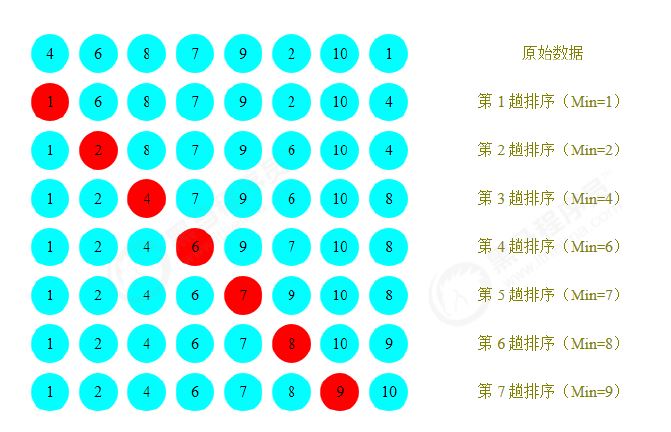 4 6 8 7 9 2 10 1 原始数据
1 6 8 7 9 2 10 4 第1趟排序（Min=1）
1 2 8 7 9 6 10 4 第2趟排序（Min=2）
1 2 4 7 9 6 10 8 第3趟排序（Min=4）
1 2 4 6 9 7 10 8 第4趟排序（Min=6）
1 2 4 6 7 9 10 8 第5趟排序（Min=7）
1 2 4 6 7 8 10 9 第6趟排序（Min=8）
1 2 4 6 7 8 9 10 第7趟排序（Min=9）